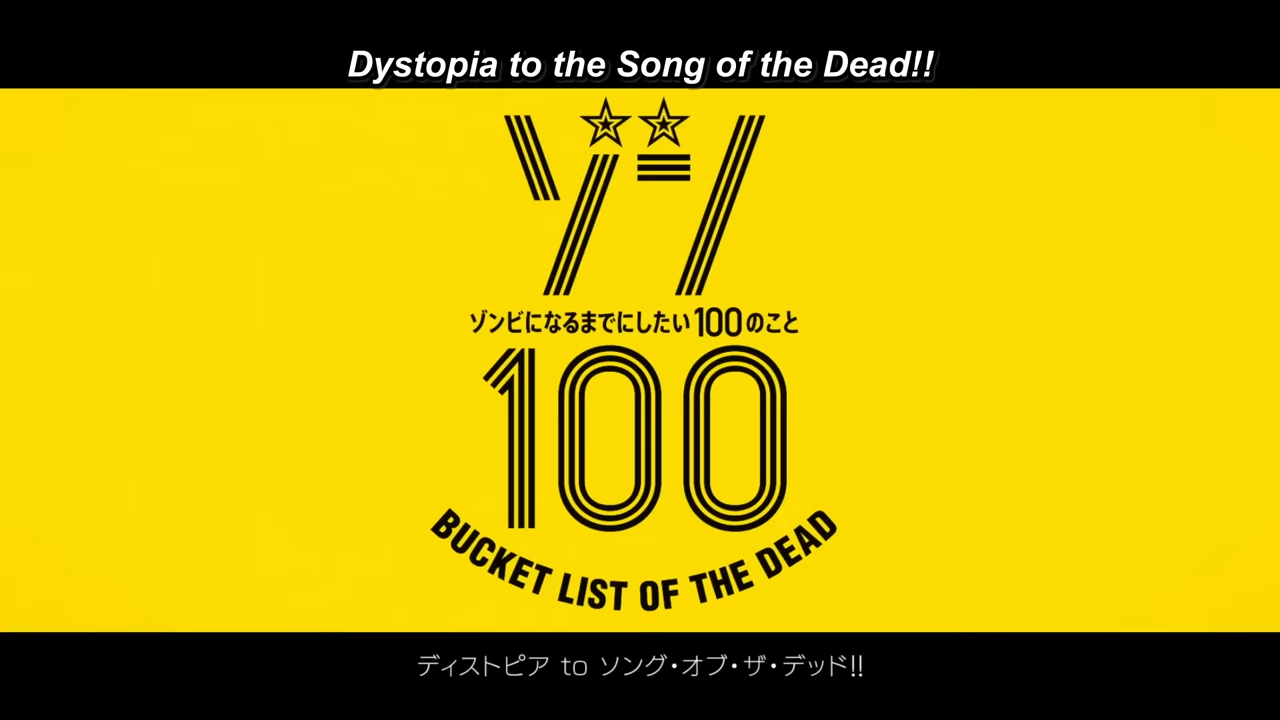 Dystopia to the Song of the Dead!!
ゾン
ゾンビになるまでにしたい100のこと
100
BUCKET LIST OF THE DEAD
ディストピア to ソング・オブ・ザ・デッド!!